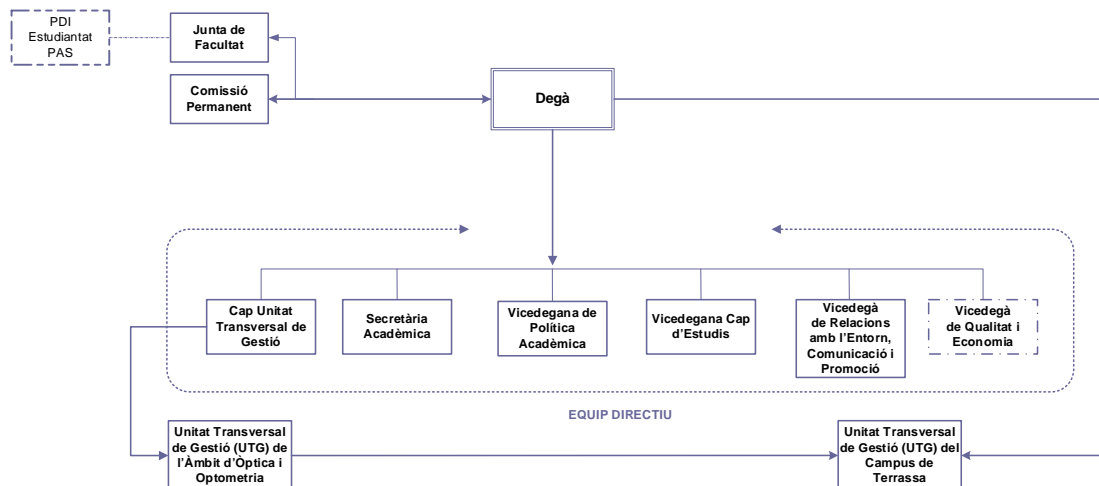 PDI
Estudiantat
PAS
Junta de
Facultat
Comissió
Permanent
Degà
Cap Unitat
Transversal de
Gestió
Secretària
Acadèmica
Vicedegana de
Política
Acadèmica
Vicedegana Cap
d'Estudis
Vicedegà
de Relacions
amb l'Entorn,
Comunicació i
Promoció
Vicedegà
de Qualitat i
Economia
EQUIP DIRECTIU
Unitat Transversal
de Gestió (UTG) de
l'Àmbit d'Òptica i
Optometria
Unitat Transversal
de Gestió (UTG) del
Campus de
Terrassa